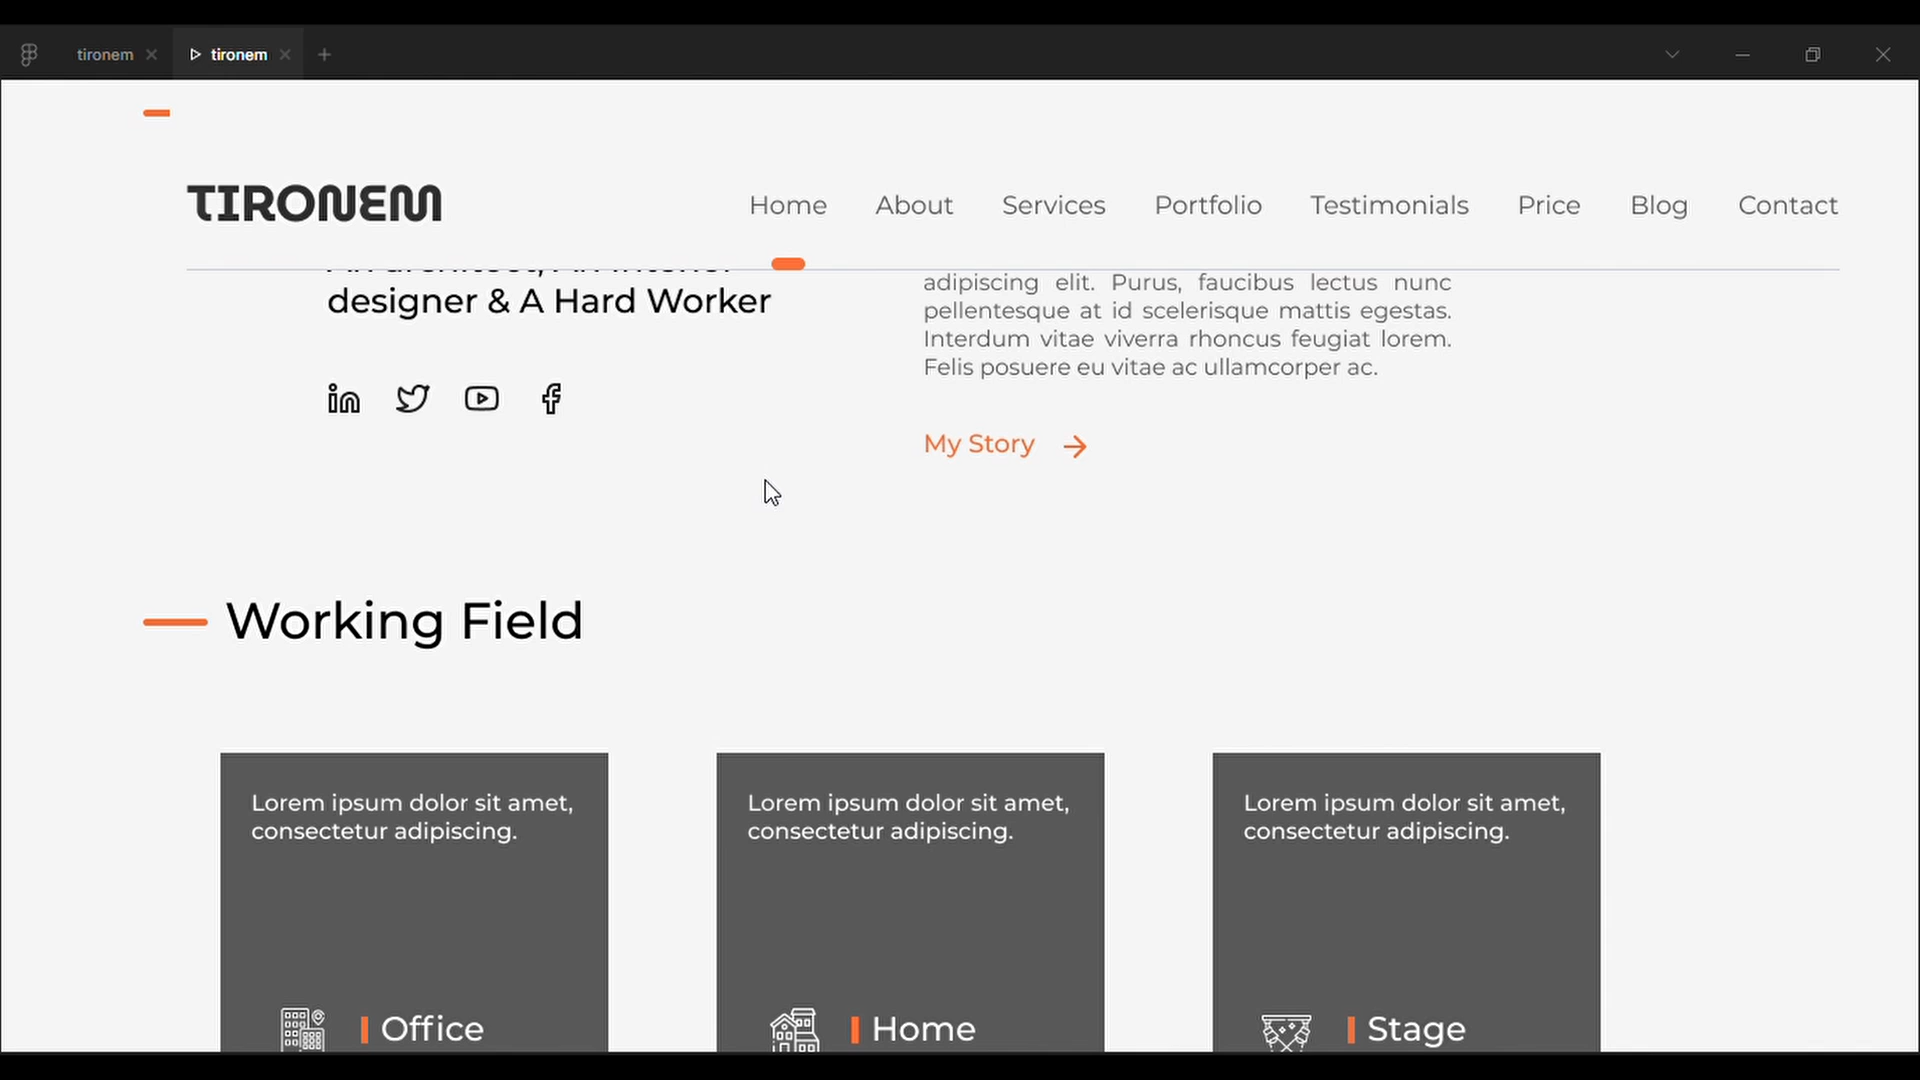 tironem
tironem
TIRONEM
Home About Services Portfolio Testimonials Price Blog Contact
designer & A Hard Worker
adipiscing elit. Purus, faucibus lectus nunc
pellentesque at id scelerisque mattis egestas.
Interdum vitae viverra rhoncus feugiat lorem.
Felis posuere eu vitae ac ullamcorper ac.
My Story
Working Field
Lorem ipsum dolor sit amet,
consectetur adipiscing.
Office
Lorem ipsum dolor sit amet,
consectetur adipiscing.
Home
Lorem ipsum dolor sit amet,
consectetur adipiscing.
Stage